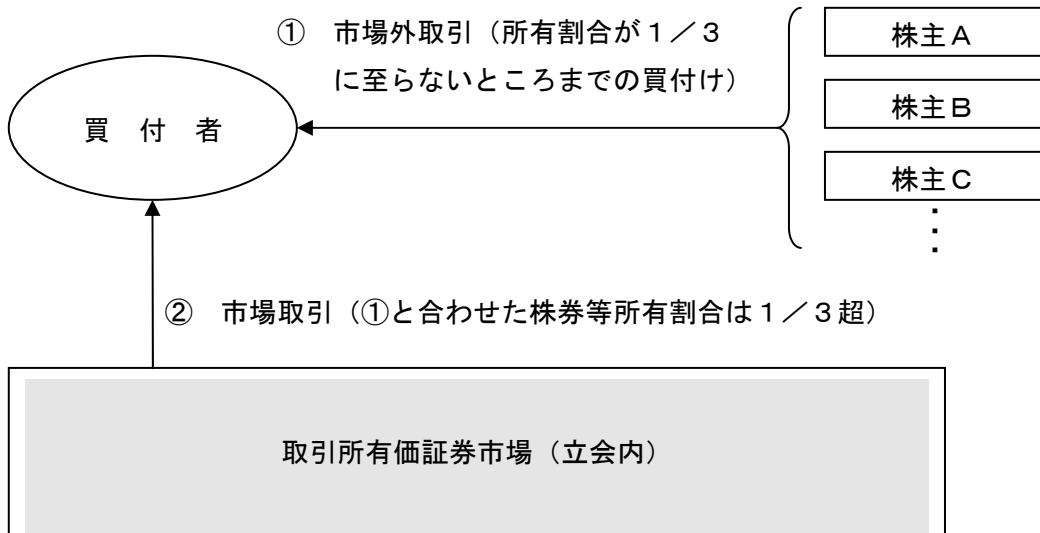 ① 市場外取引（所有割合が１／３
に至らないところまでの買付け）
株主Ａ
株主Ｂ
株主Ｃ
・
・
・
買 付 者
② 市場取引（①と合わせた株券等所有割合は１／３超）
取引所有価証券市場（立会内）